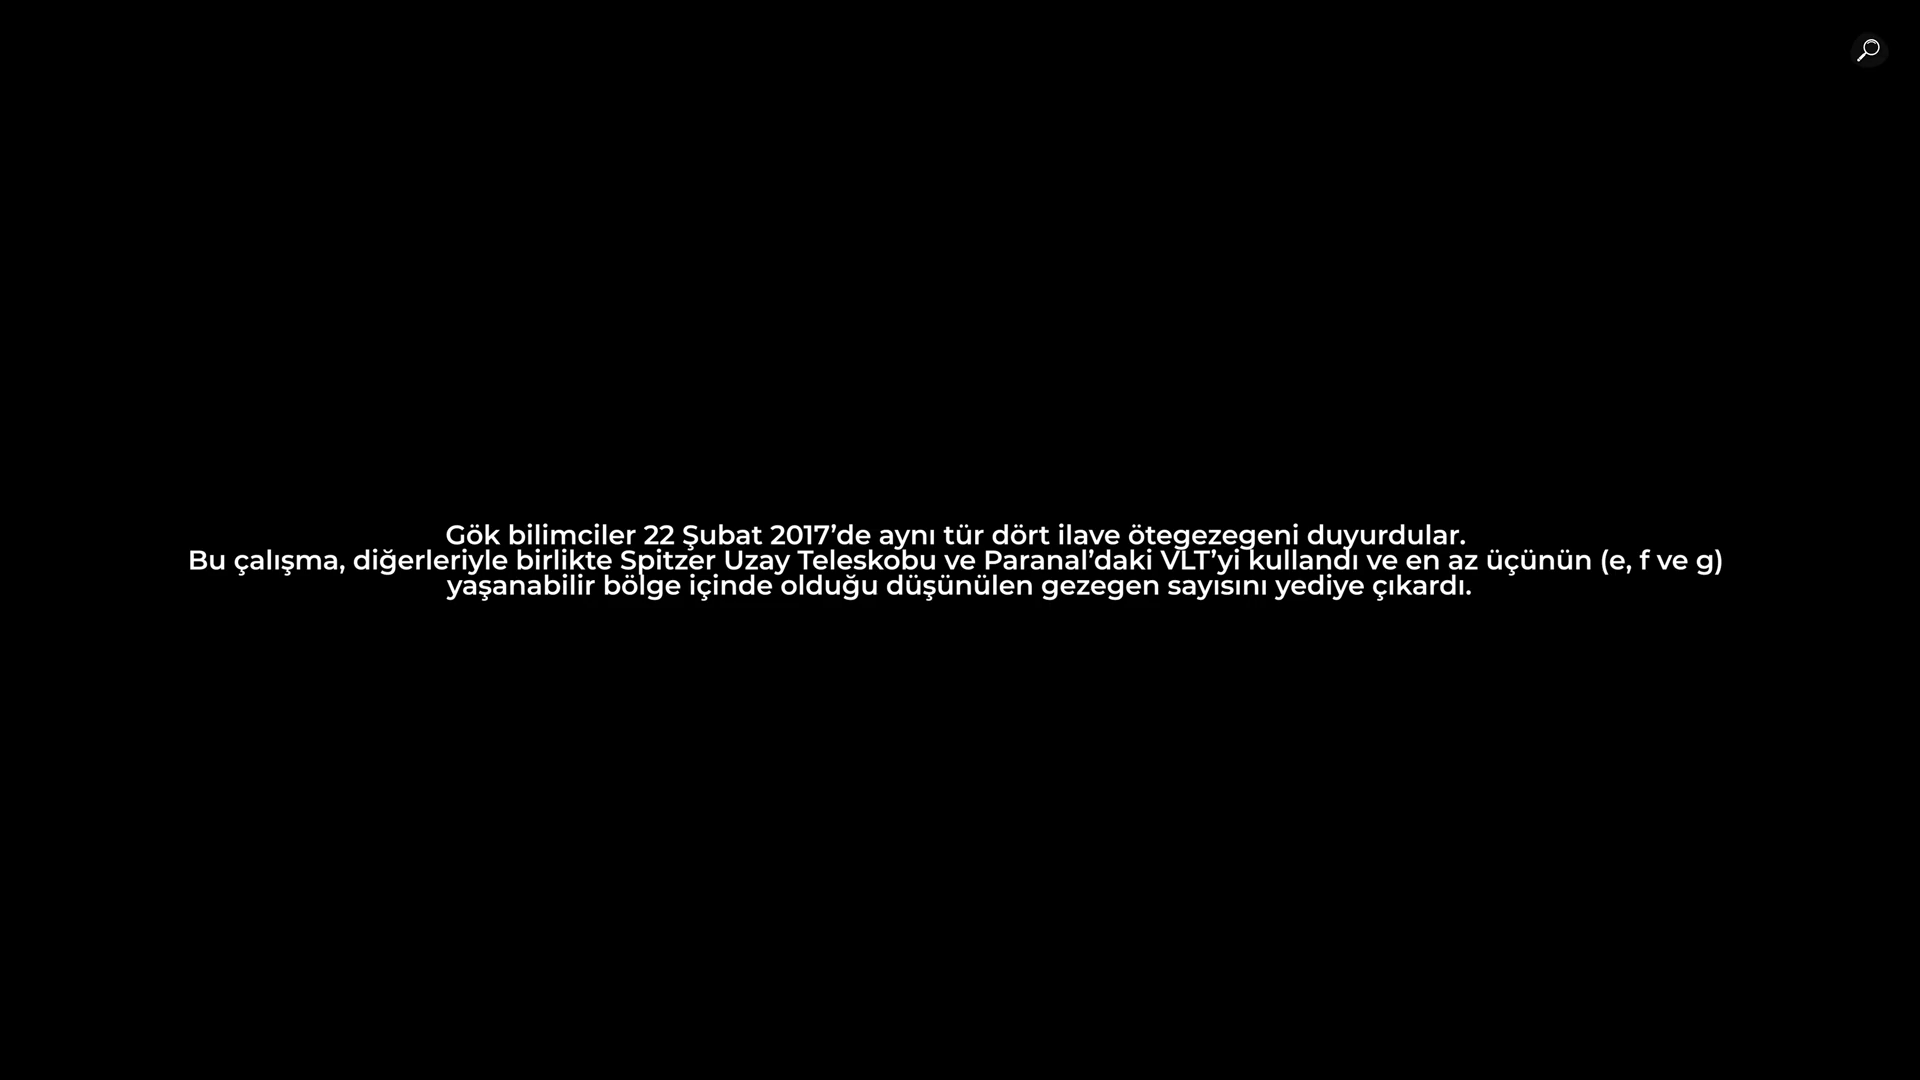 Gök bilimciler 22 Şubat 2017’de aynı tür dört ilave ötegezegeni duyurdular.
Bu çalışma, diğerleriyle birlikte Spitzer Uzay Teleskobu ve Paranal’daki VLT’yi kullandı ve en az üçünün (e, f ve g)
yaşanabilir bölge içinde olduğu düşünülen gezegen sayısını yediye çıkardı.